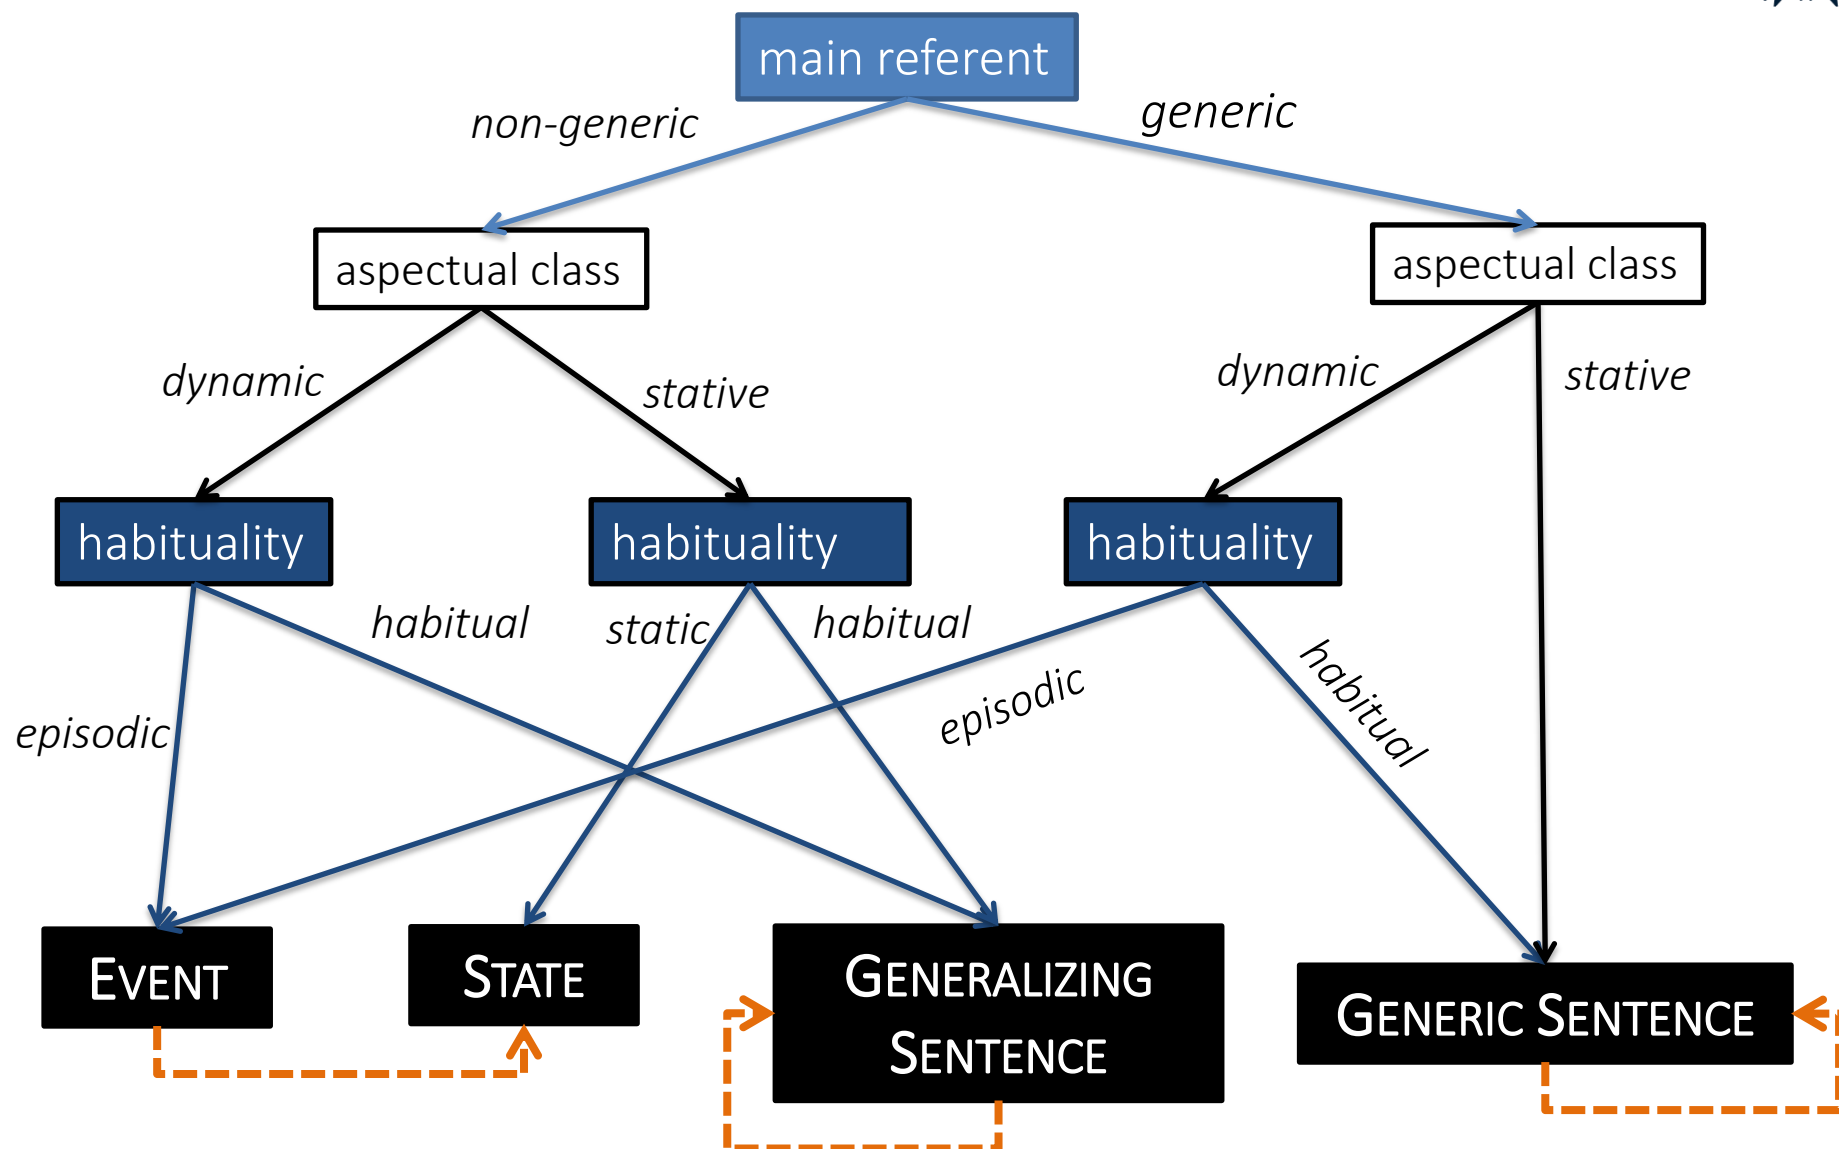 main referent
non-generic
generic
aspectual class
aspectual class
dynamic
stative
dynamic
stative
habituality
habituality
habituality
habitual
static
habitual
episodic
episodic
habitual
EVENT
STATE
GENERALIZING
SENTENCE
GENERIC SENTENCE